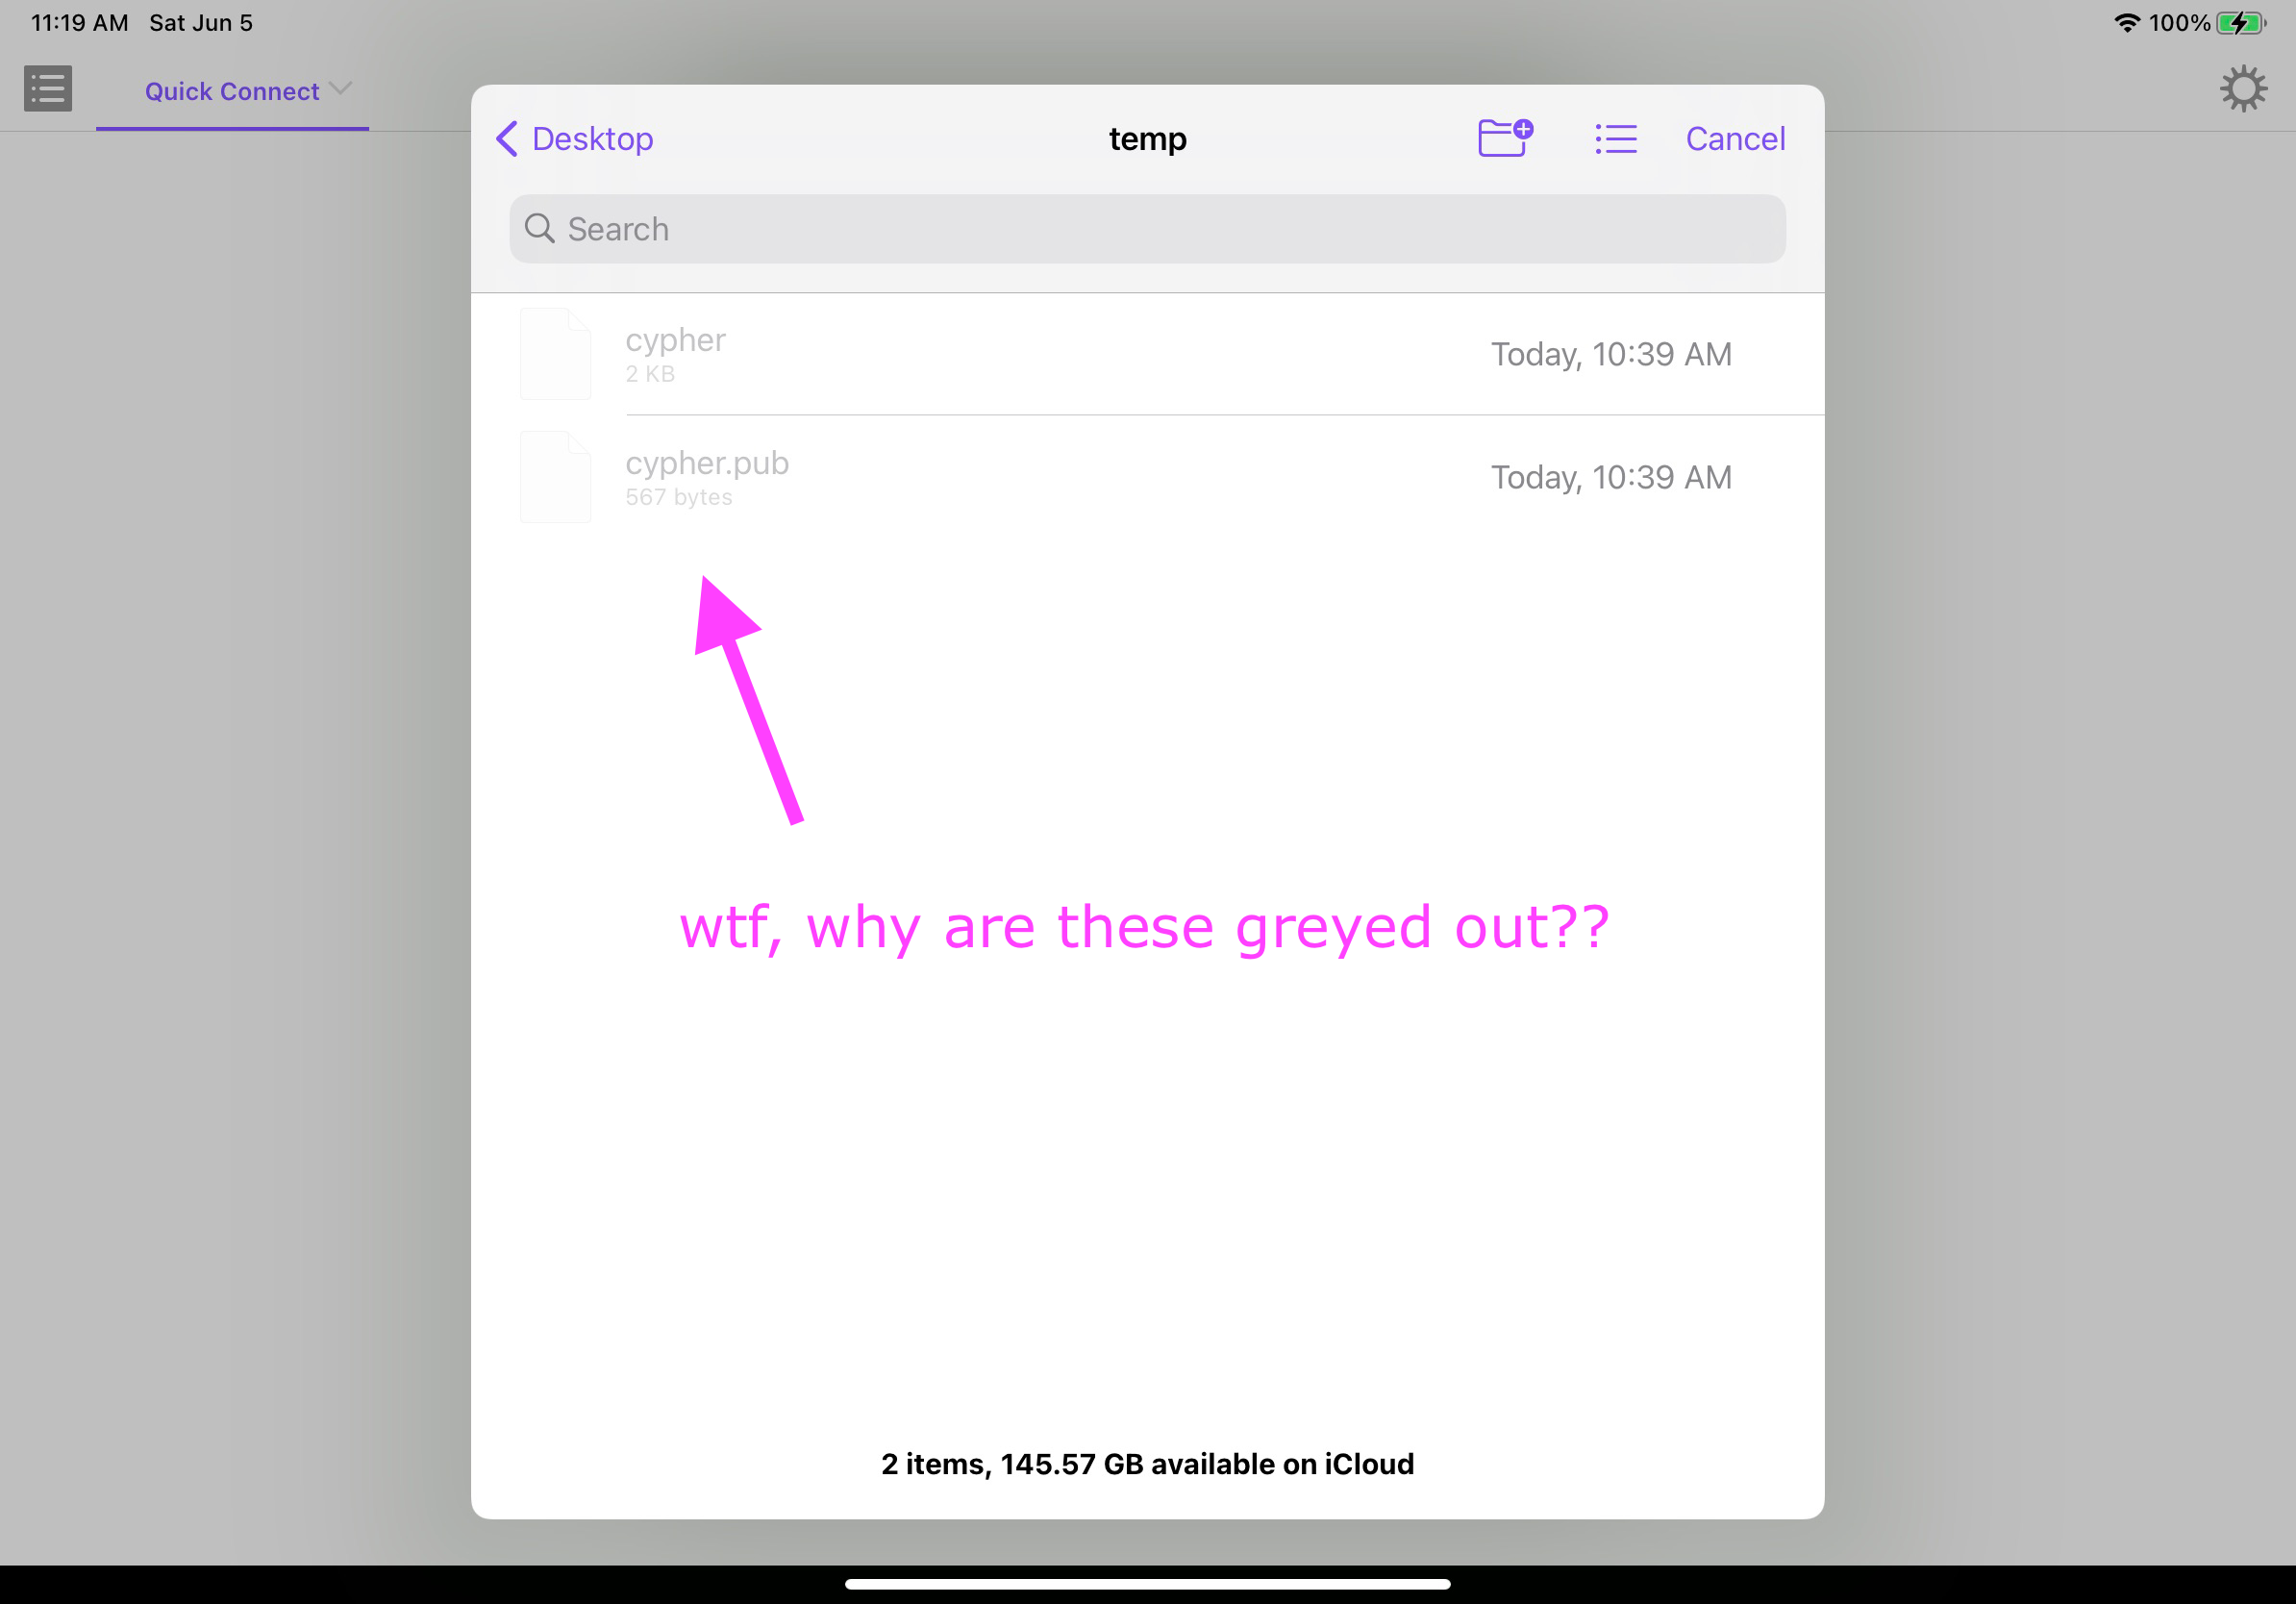 11:19 AM Sat Jun 5
100%
Quick Connect
Desktop
temp
Cancel
Search
cypher
2 KB
Today, 10:39 AM
cypher.pub
567 bytes
Today, 10:39 AM
wtf, why are these greyed out??
2 items, 145.57 GB available on iCloud